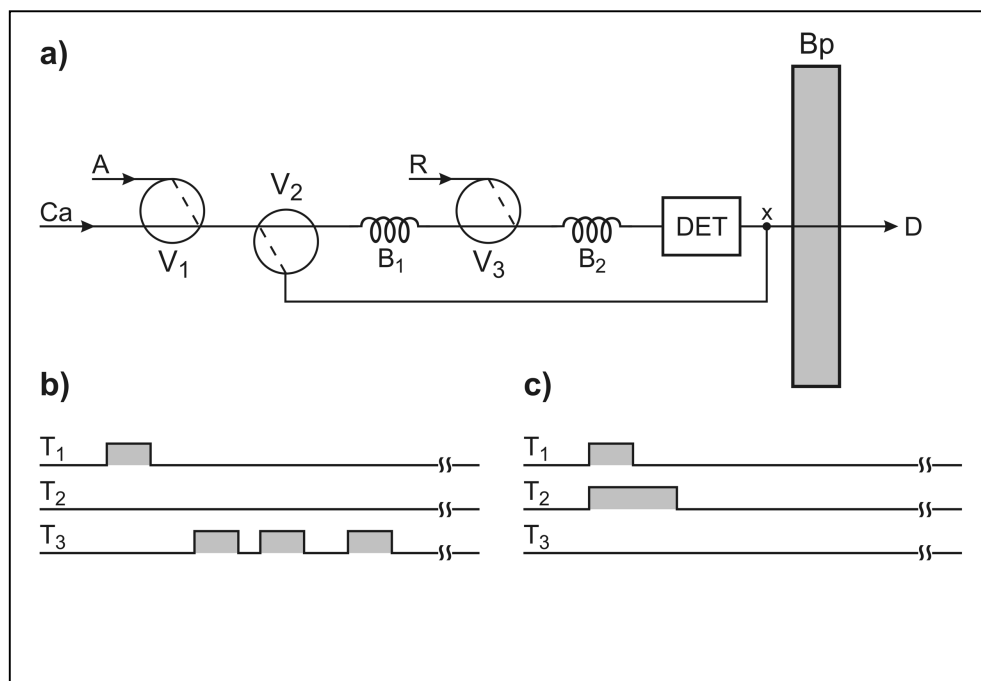 a)
Bp
A
R
V₂
Ca
DET
x
D
V₁
B₁
V₃
B₂
b)
c)
T₁
T₂
T₃
T₁
T₂
T₃